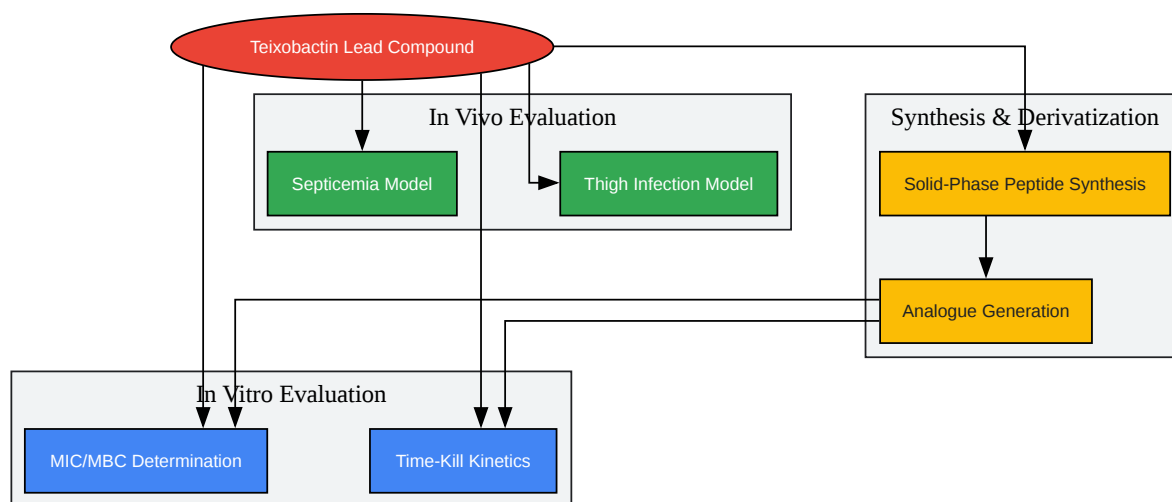 Teixobactin Lead Compound
In Vivo Evaluation
Synthesis & Derivatization
Septicemia Model
Thigh Infection Model
Solid-Phase Peptide Synthesis
Analogue Generation
In Vitro Evaluation
MIC/MBC Determination
Time-Kill Kinetics